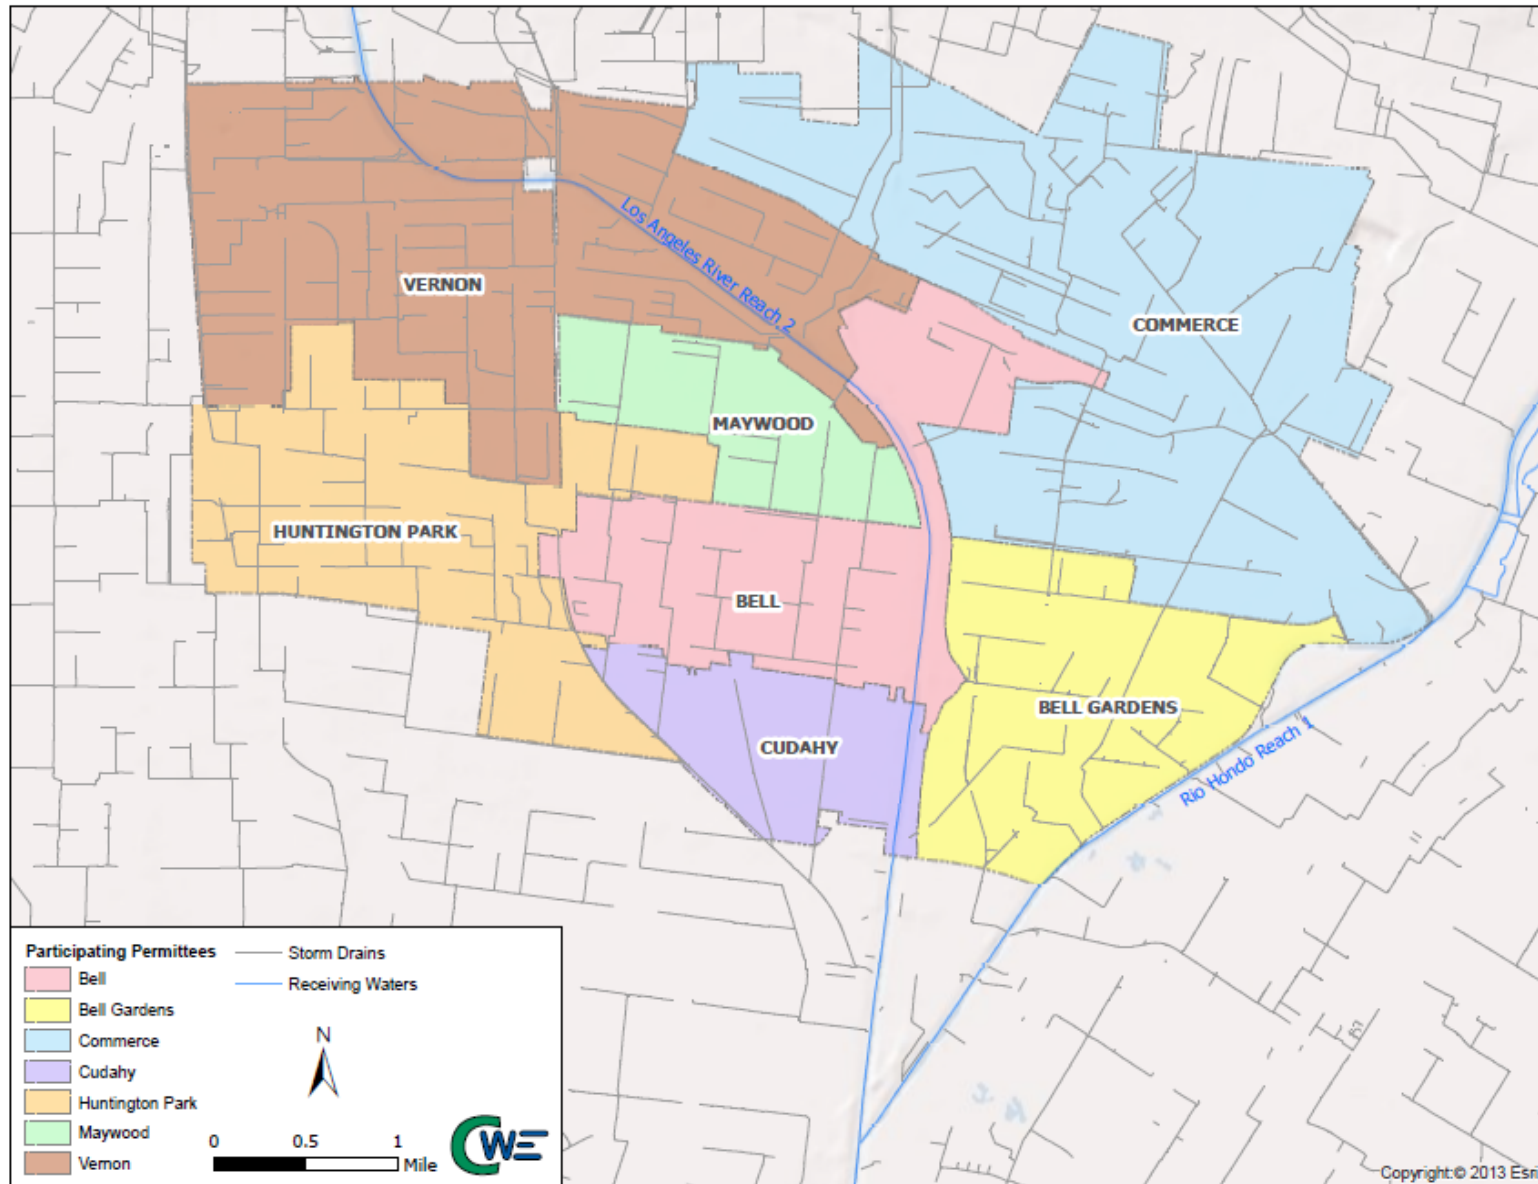 Los Angeles River Reach 2
VERNON
COMMERCE
MAYWOOD
HUNTINGTON PARK
BELL
BELL GARDENS
CUDAHY
Rio Hondo Reach 1
Participating Permittees
Bell
Bell Gardens
Commerce
Cudahy
Huntington Park
Maywood
Vernon
Storm Drains
Receiving Waters
N
0 0.5 1
Mile
CWE
Copyright:© 2013 Esri